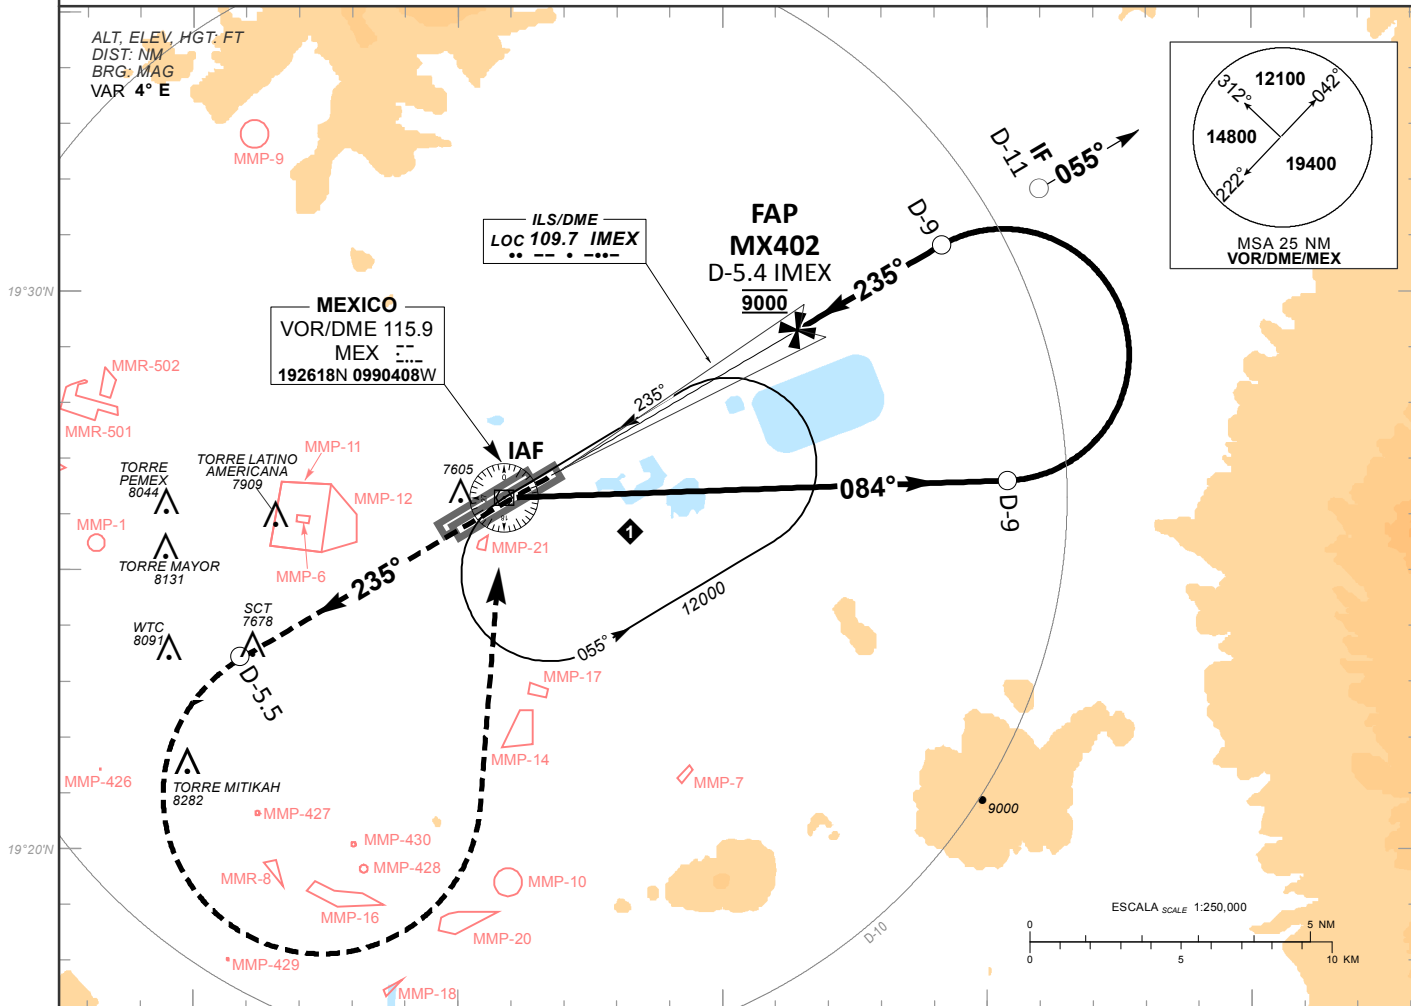 ALT, ELEV, HGT: FT
DIST: NM
BRG: MAG
VAR 4° E
MMP-9
312°
12100
042°
14800
19400
222°
MSA 25 NM
VOR/DME/MEX
IF
D-11
055°
ILS/DME
LOC 109.7 IMEX
FAP
MX402
D-5.4 IMEX
9000
D-9
235°
19°30'N
MEXICO
VOR/DME 115.9
MEX
192618N 0990408W
MMR-502
MMR-501
235°
IAF
MMP-11
TORRE
PEMEX
8044
TORRE LATINO
AMERICANA
7909
7605
MMP-12
084°
D-9
MMP-1
1
MMP-21
TORRE MAYOR
8131
MMP-6
235°
12000
SCT
7678
WTC
8091
055°
D-5.5
MMP-17
MMP-14
MMP-7
MMP-426
TORRE MITIKAH
8282
MMP-427
9000
19°20'N
MMP-430
MMP-428
MMR-8
MMP-10
MMP-16
MMP-20
D-10
ESCALA SCALE 1:250,000
0 5 NM
0 5 10 KM
MMP-429
MMP-18